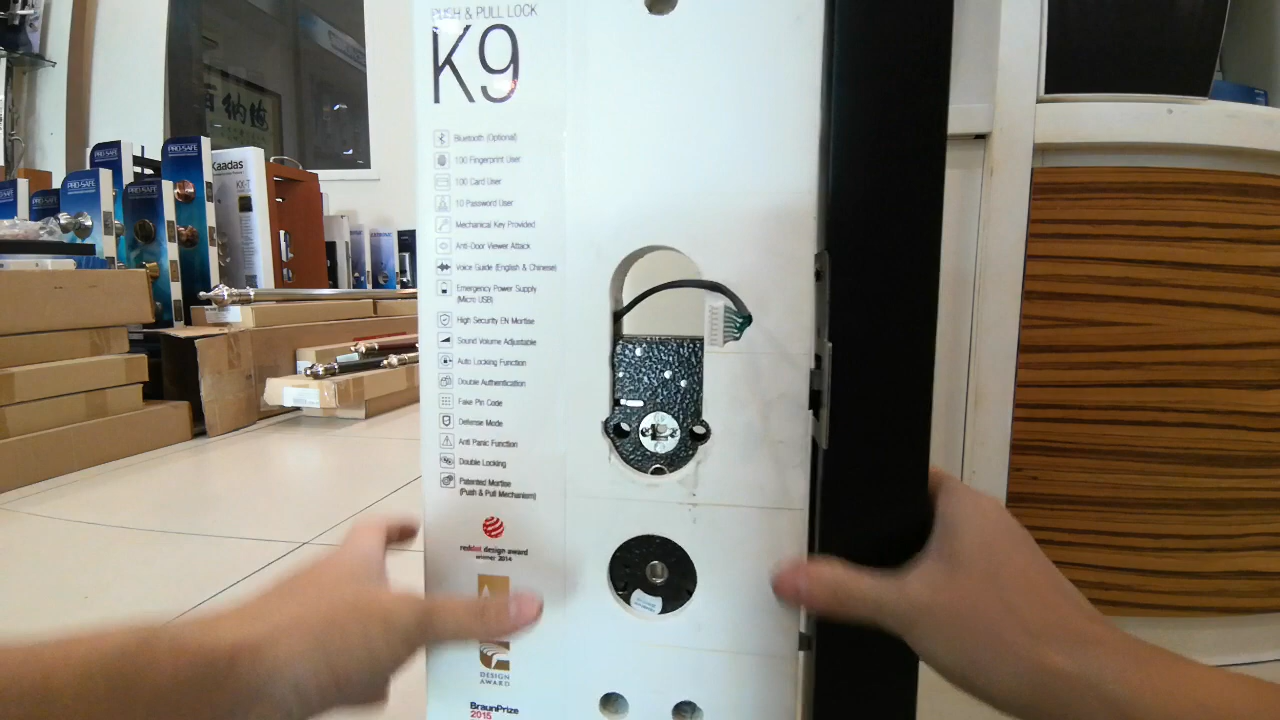 PUSH & PULL LOCK
K9
Bluetooth (Optional)
100 Fingerprint User
100 Card User
10 Password User
Mechanical Key Provided
Anti-Door Viewer Attack
Voice Guide (English & Chinese)
Emergency Power Supply
(Micro USB)
High Security EN Mortise
Sound Volume Adjustable
Auto Locking Function
Double Authentication
Fake Pin Code
Defense Mode
Anti Panic Function
Double Locking
Patented Mortise
(Push & Pull Mechanism)
reddot design award
winner 2014
DESIGN
AWARD
BraunPrize
2015
PRO-SAFE
PRO-SAFE
PRO-SAFE
PRO-SAFE
Kaadas
KX-T